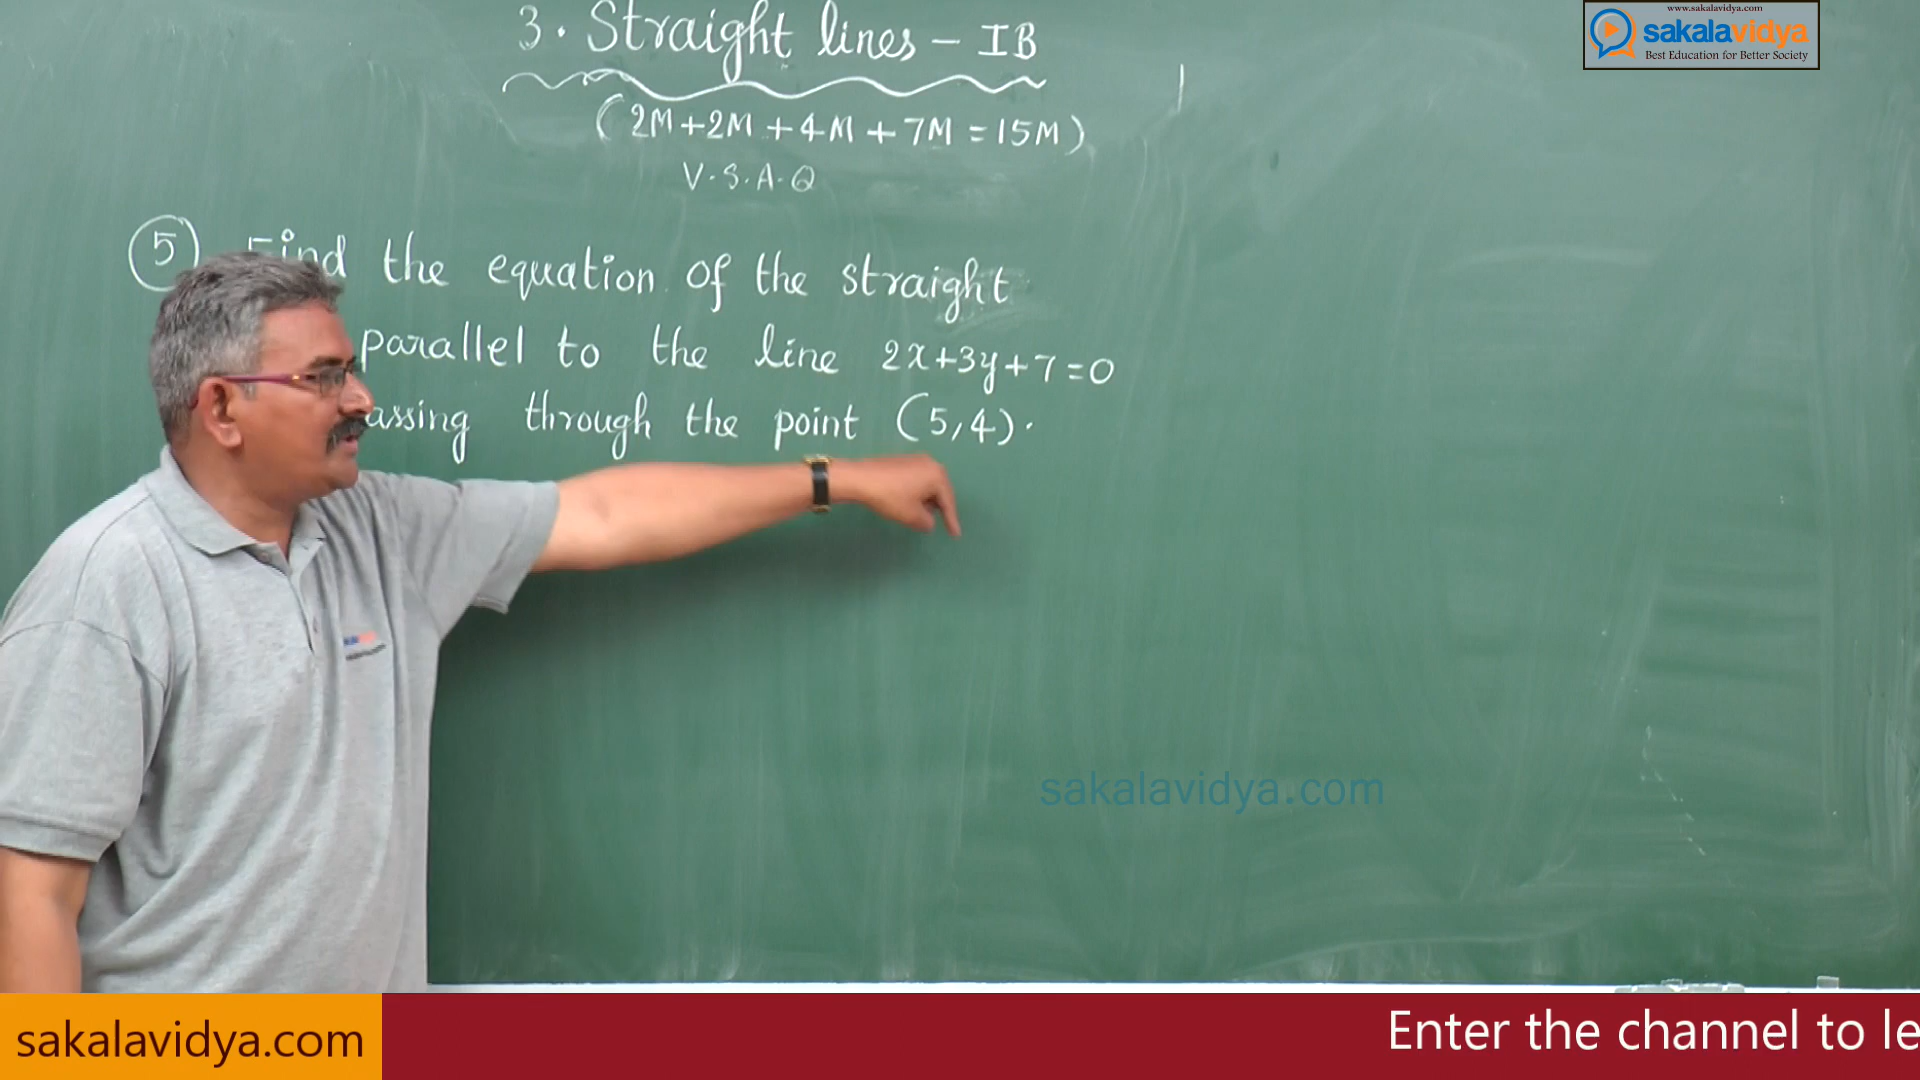 3. Straight lines - IB
(2M+2M+4M+7M=15M)
V.S.A.Q
5 Find the equation of the straight
parallel to the line 2x+3y+7=0
assing through the point (5,4).
www.sakalavidya.com
sakalavidya
Best Education for Better Society
sakalavidya.com
sakalavidya.com
Enter the channel to le